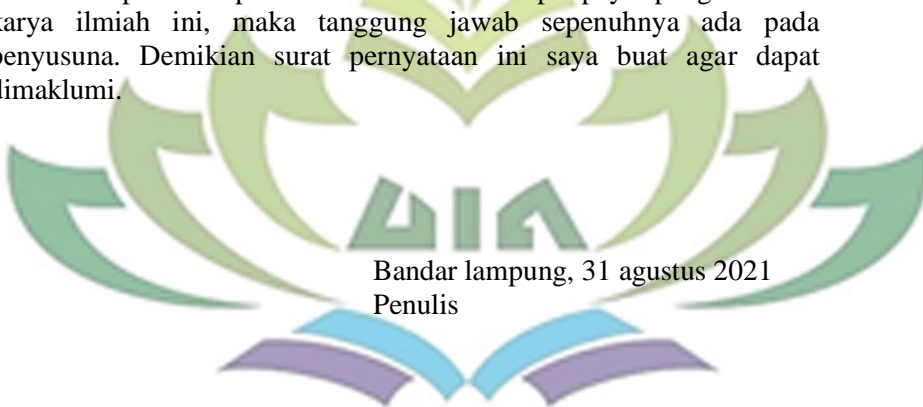 karya ilmiah ini, maka tanggung jawab sepenuhnya ada pada
penyusuna. Demikian surat pernyataan ini saya buat agar dapat
dimaklumi.
UIN
Bandar lampung, 31 agustus 2021
Penulis